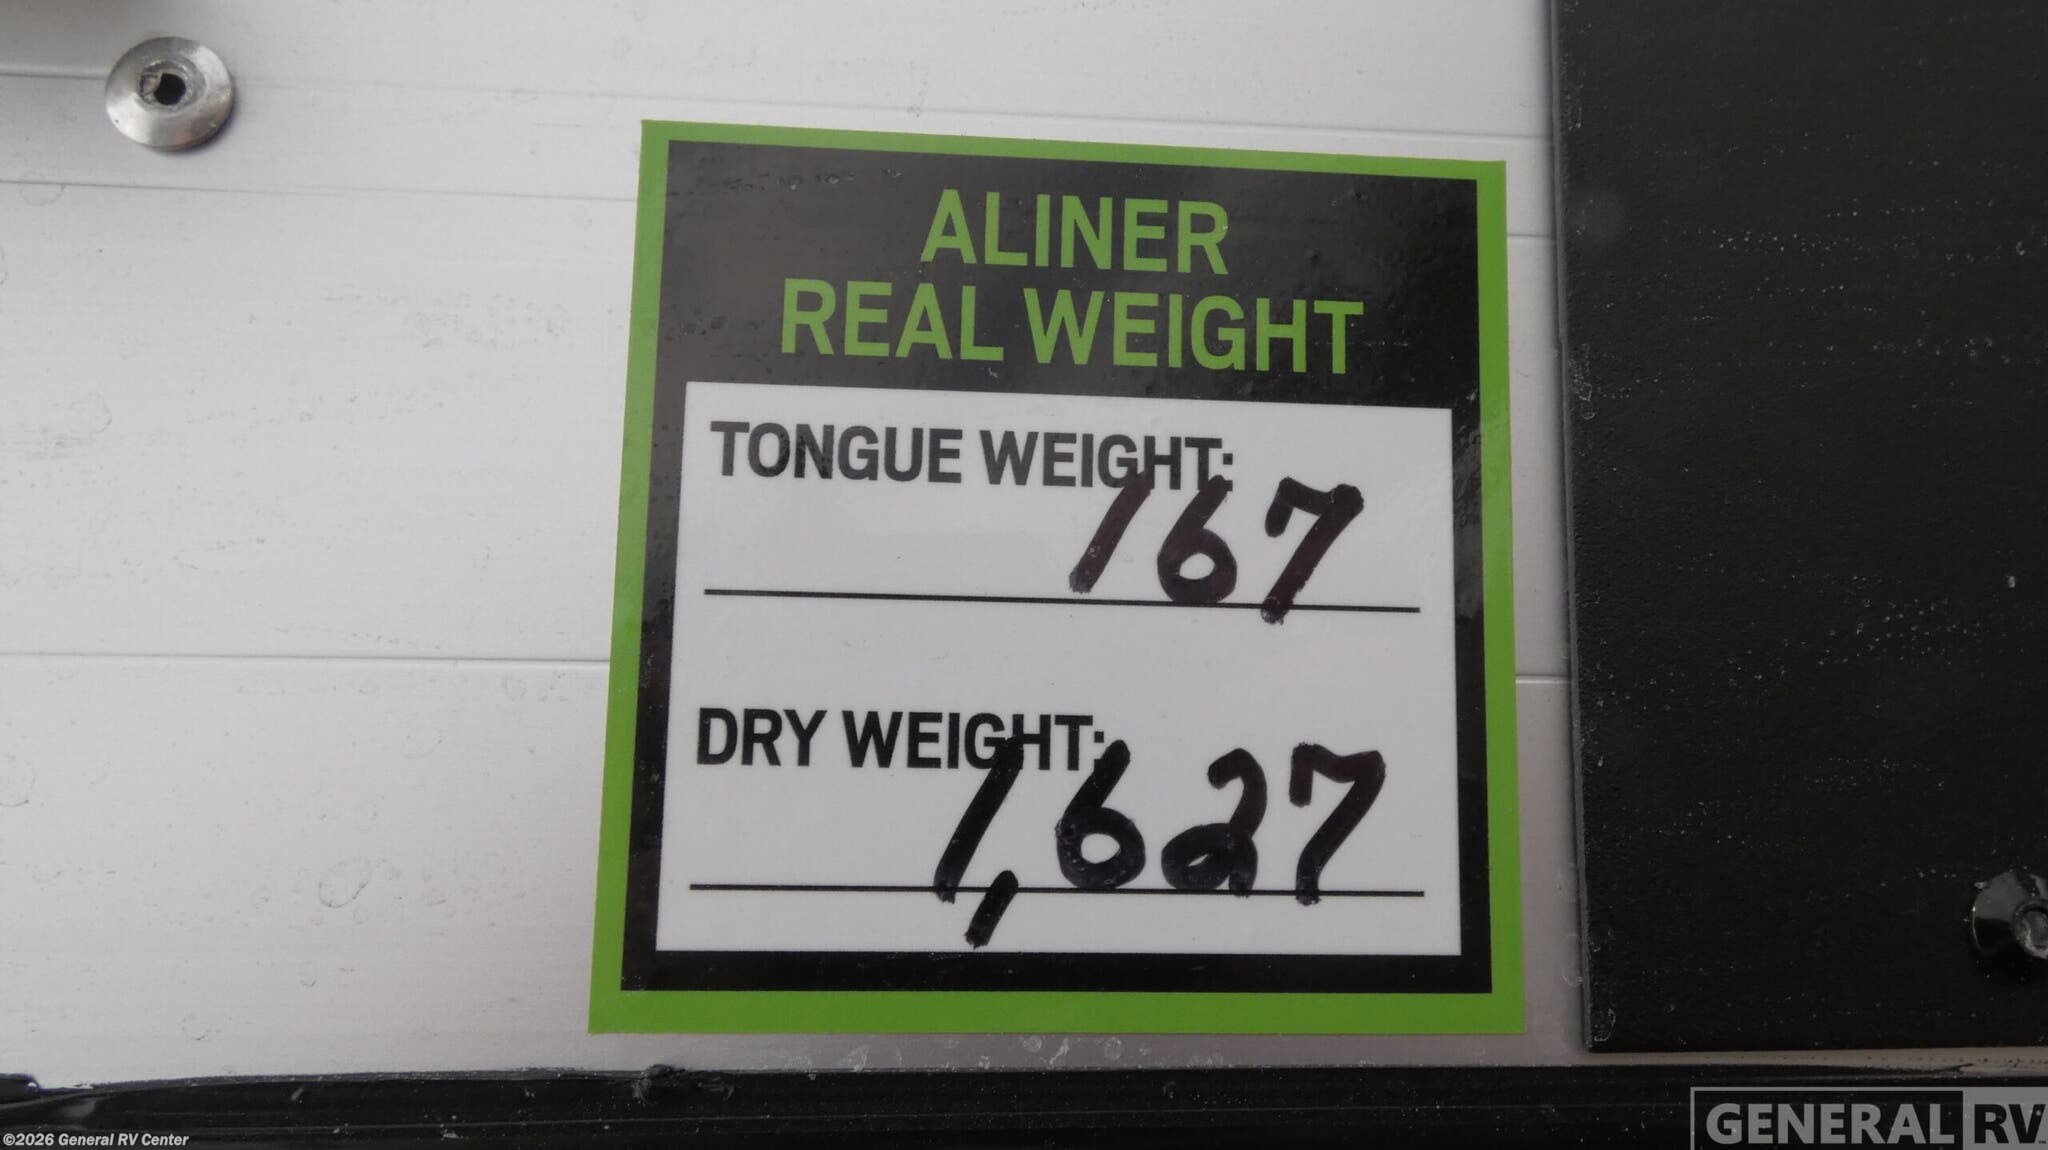 ALINER
REAL WEIGHT
TONGUE WEIGHT:
167
DRY WEIGHT:
1,627
©2026 General RV Center
GENERAL RV